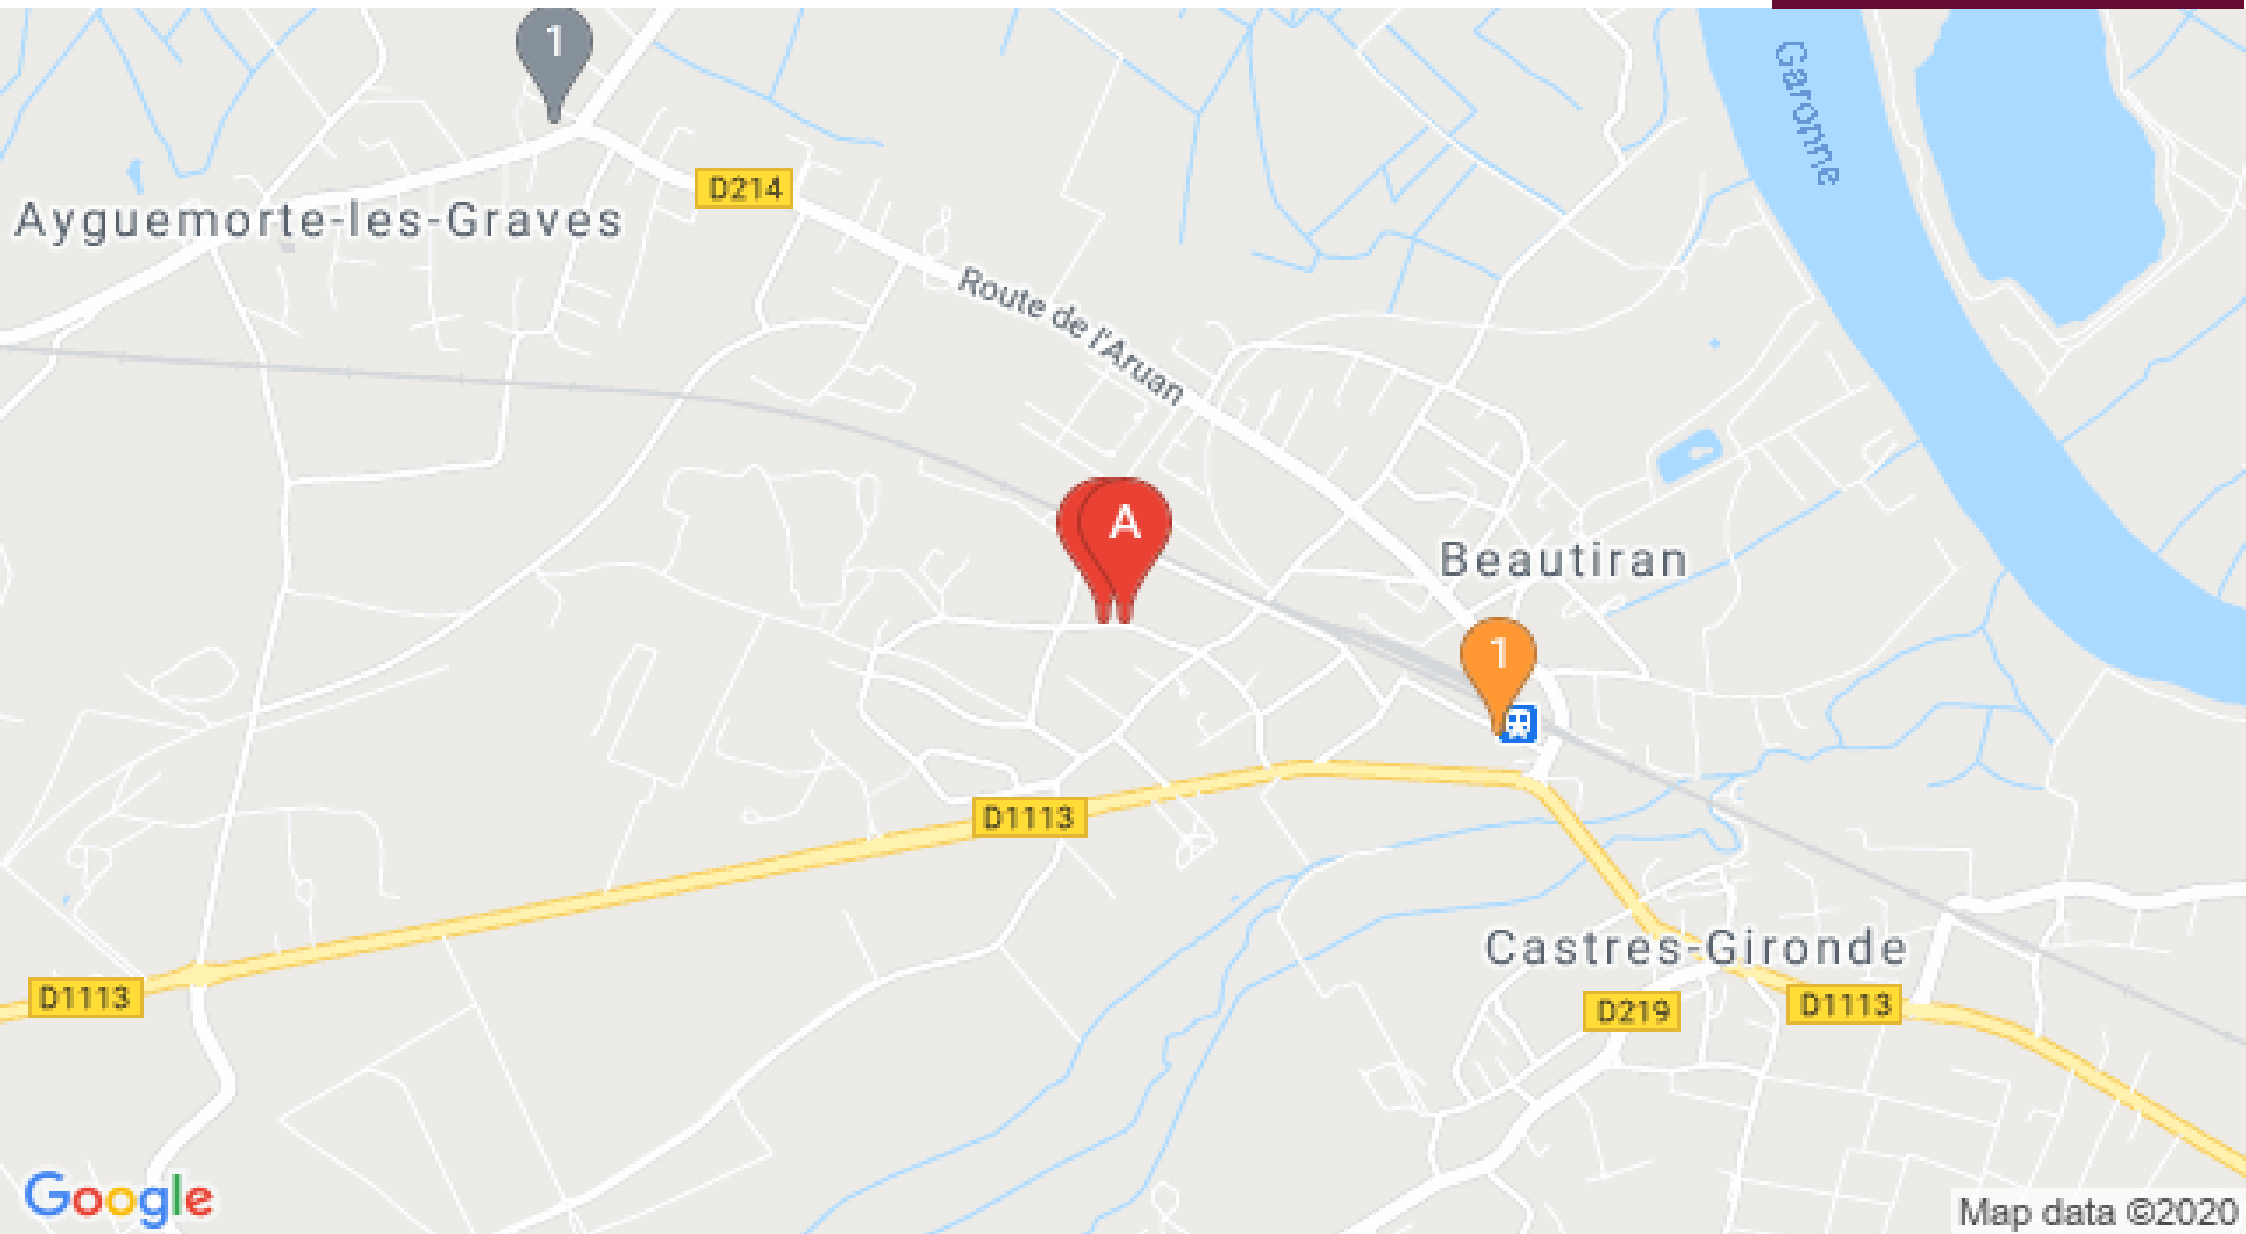 1
Garonne
D214
Ayguemorte-les-Graves
Route de l'Aruan
A
Beautiran
1
D1113
Castres-Gironde
D1113
D219
D1113
Google
Map data ©2020